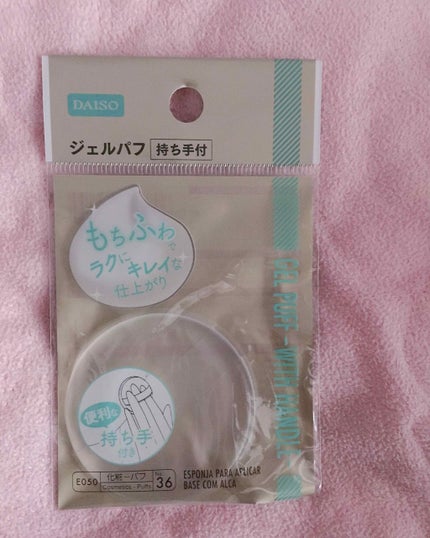 DAISO
ジェルパフ 持ち手付
もちふわで
ラクに
キレイな
仕上がり
GEL PUFF - WITH HANDLE
便利な
持ち手
付き
E050
化粧ーパフ
Cosmetics - Puffs
No.
36
ESPONJA PARA APLICAR
BASE COM ALCA